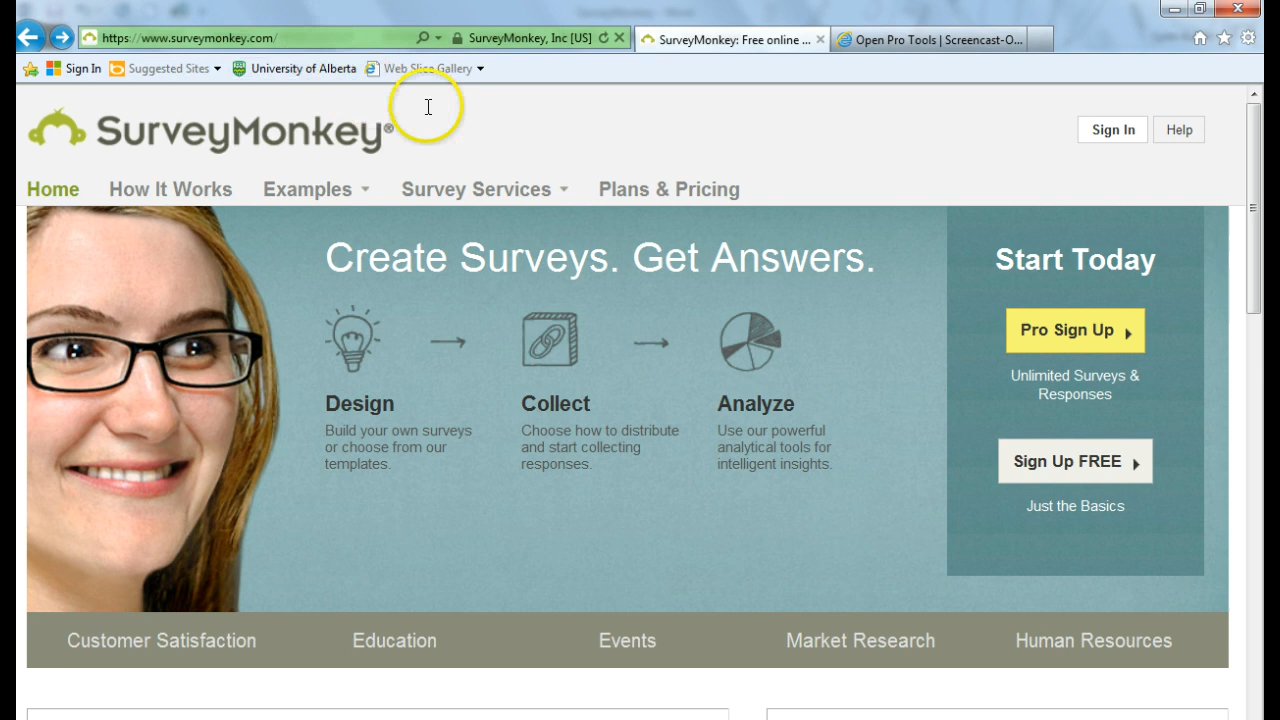 https://www.surveymonkey.com/
SurveyMonkey, Inc [US]
SurveyMonkey: Free online ...
Open Pro Tools | Screencast-O...
Sign In
Suggested Sites
University of Alberta
Web Slice Gallery
SurveyMonkey®
Sign In
Help
Home
How It Works
Examples
Survey Services
Plans & Pricing
Create Surveys. Get Answers.
Design
Build your own surveys
or choose from our
templates.
Collect
Choose how to distribute
and start collecting
responses.
Analyze
Use our powerful
analytical tools for
intelligent insights.
Start Today
Pro Sign Up
Unlimited Surveys &
Responses
Sign Up FREE
Just the Basics
Customer Satisfaction
Education
Events
Market Research
Human Resources